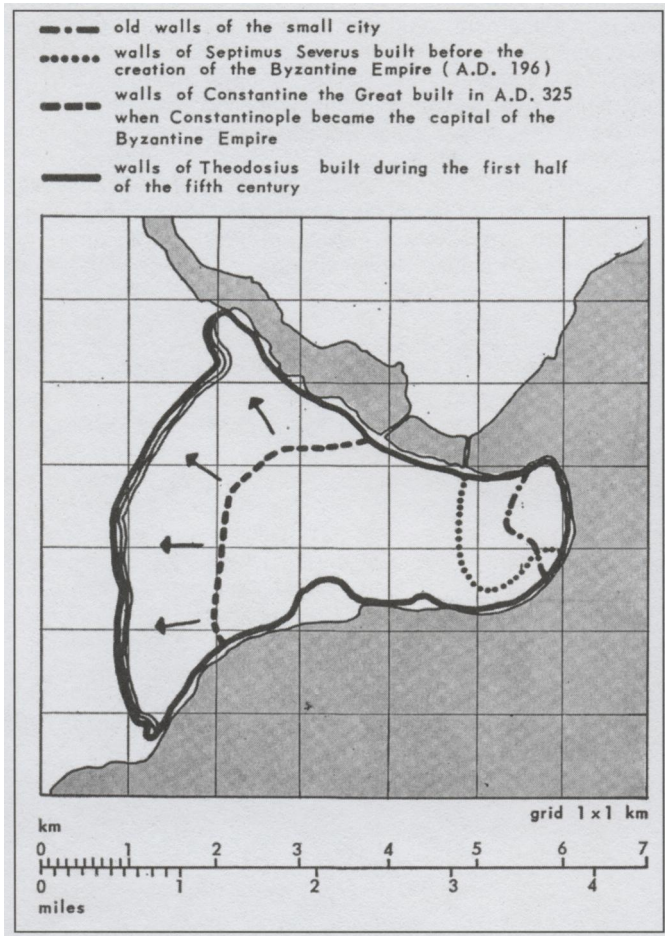 old walls of the small city
walls of Septimus Severus built before the
creation of the Byzantine Empire ( A.D. 196)
walls of Constantine the Great built in A.D. 325
when Constantinople became the capital of the
Byzantine Empire
walls of Theodosius built during the first half
of the fifth century
grid 1x1 km
km
0 1 2 3 4 5 6 7
0 1 2 3 4
miles